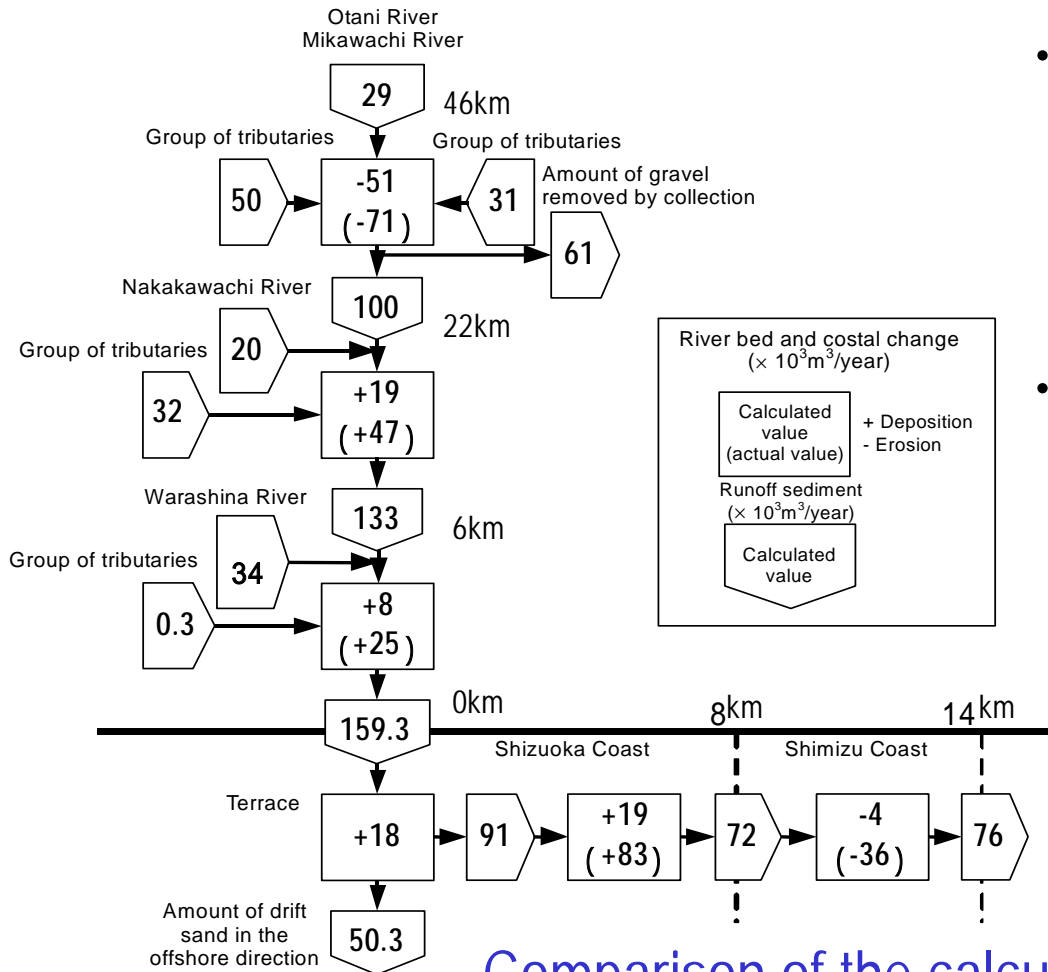 Otani River
Mikawachi River
29
46km
Group of tributaries
Group of tributaries
50
-51
(-71)
31
Amount of gravel
removed by collection
61
Nakakawachi River
100
22km
20
Group of tributaries
32
+19
(+47)
Warashina River
133
6km
Group of tributaries
34
0.3
+8
(+25)
River bed and costal change
(× 10³m³/year)
Calculated
value
(actual value)
+ Deposition
- Erosion
Runoff sediment
(× 10³m³/year)
Calculated
value
159.3
0km
8km
14km
Shizuoka Coast
Shimizu Coast
Terrace
+18
91
+19
(+83)
72
-4
(-36)
76
Amount of drift
sand in the
offshore direction
50.3
Comparison of the calcu